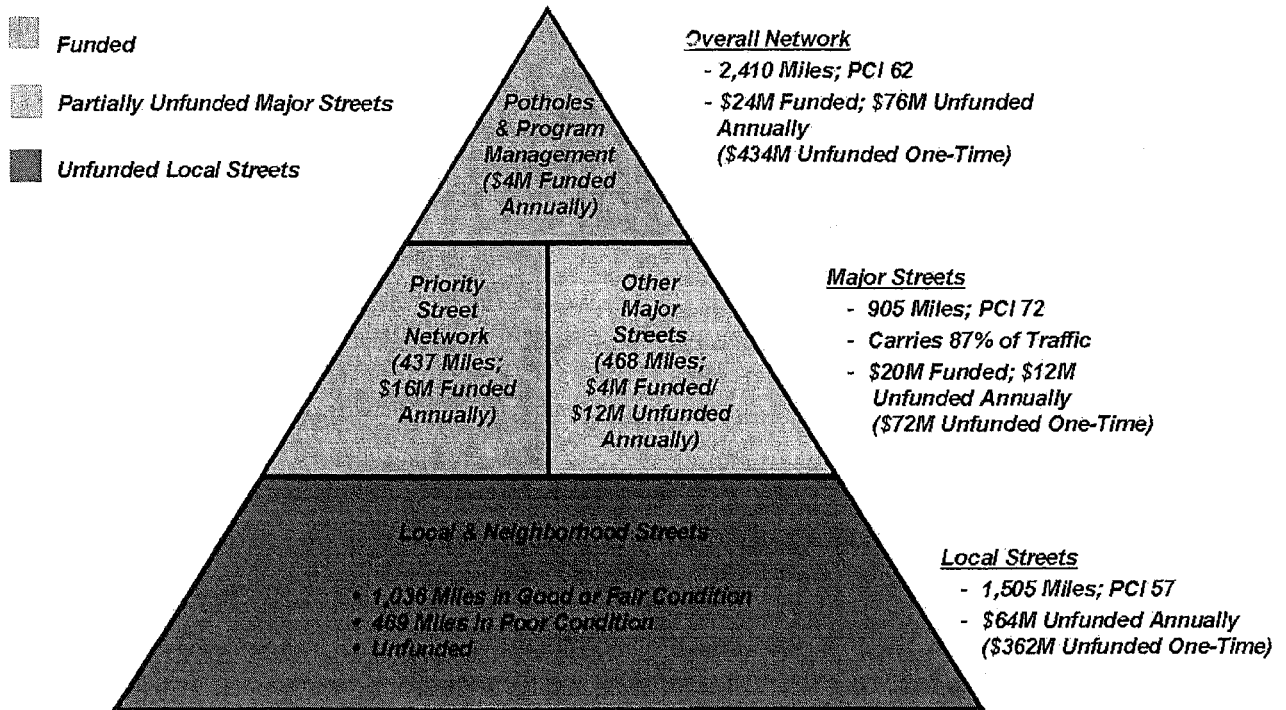 Funded
Partially Unfunded Major Streets
Unfunded Local Streets
Potholes
& Program
Management
($4M Funded
Annually)
Priority
Street
Network
(437 Miles;
$16M Funded
Annually)
Other
Major
Streets
(468 Miles;
$4M Funded/
$12M Unfunded
Annually)
Local & Neighborhood Streets
• 1,036 Miles in Good or Fair Condition
• 469 Miles in Poor Condition
• Unfunded
Overall Network
- 2,410 Miles; PCI 62
- $24M Funded; $76M Unfunded
Annually
($434M Unfunded One-Time)
Major Streets
- 905 Miles; PCI 72
- Carries 87% of Traffic
- $20M Funded; $12M
Unfunded Annually
($72M Unfunded One-Time)
Local Streets
- 1,505 Miles; PCI 57
- $64M Unfunded Annually
($362M Unfunded One-Time)